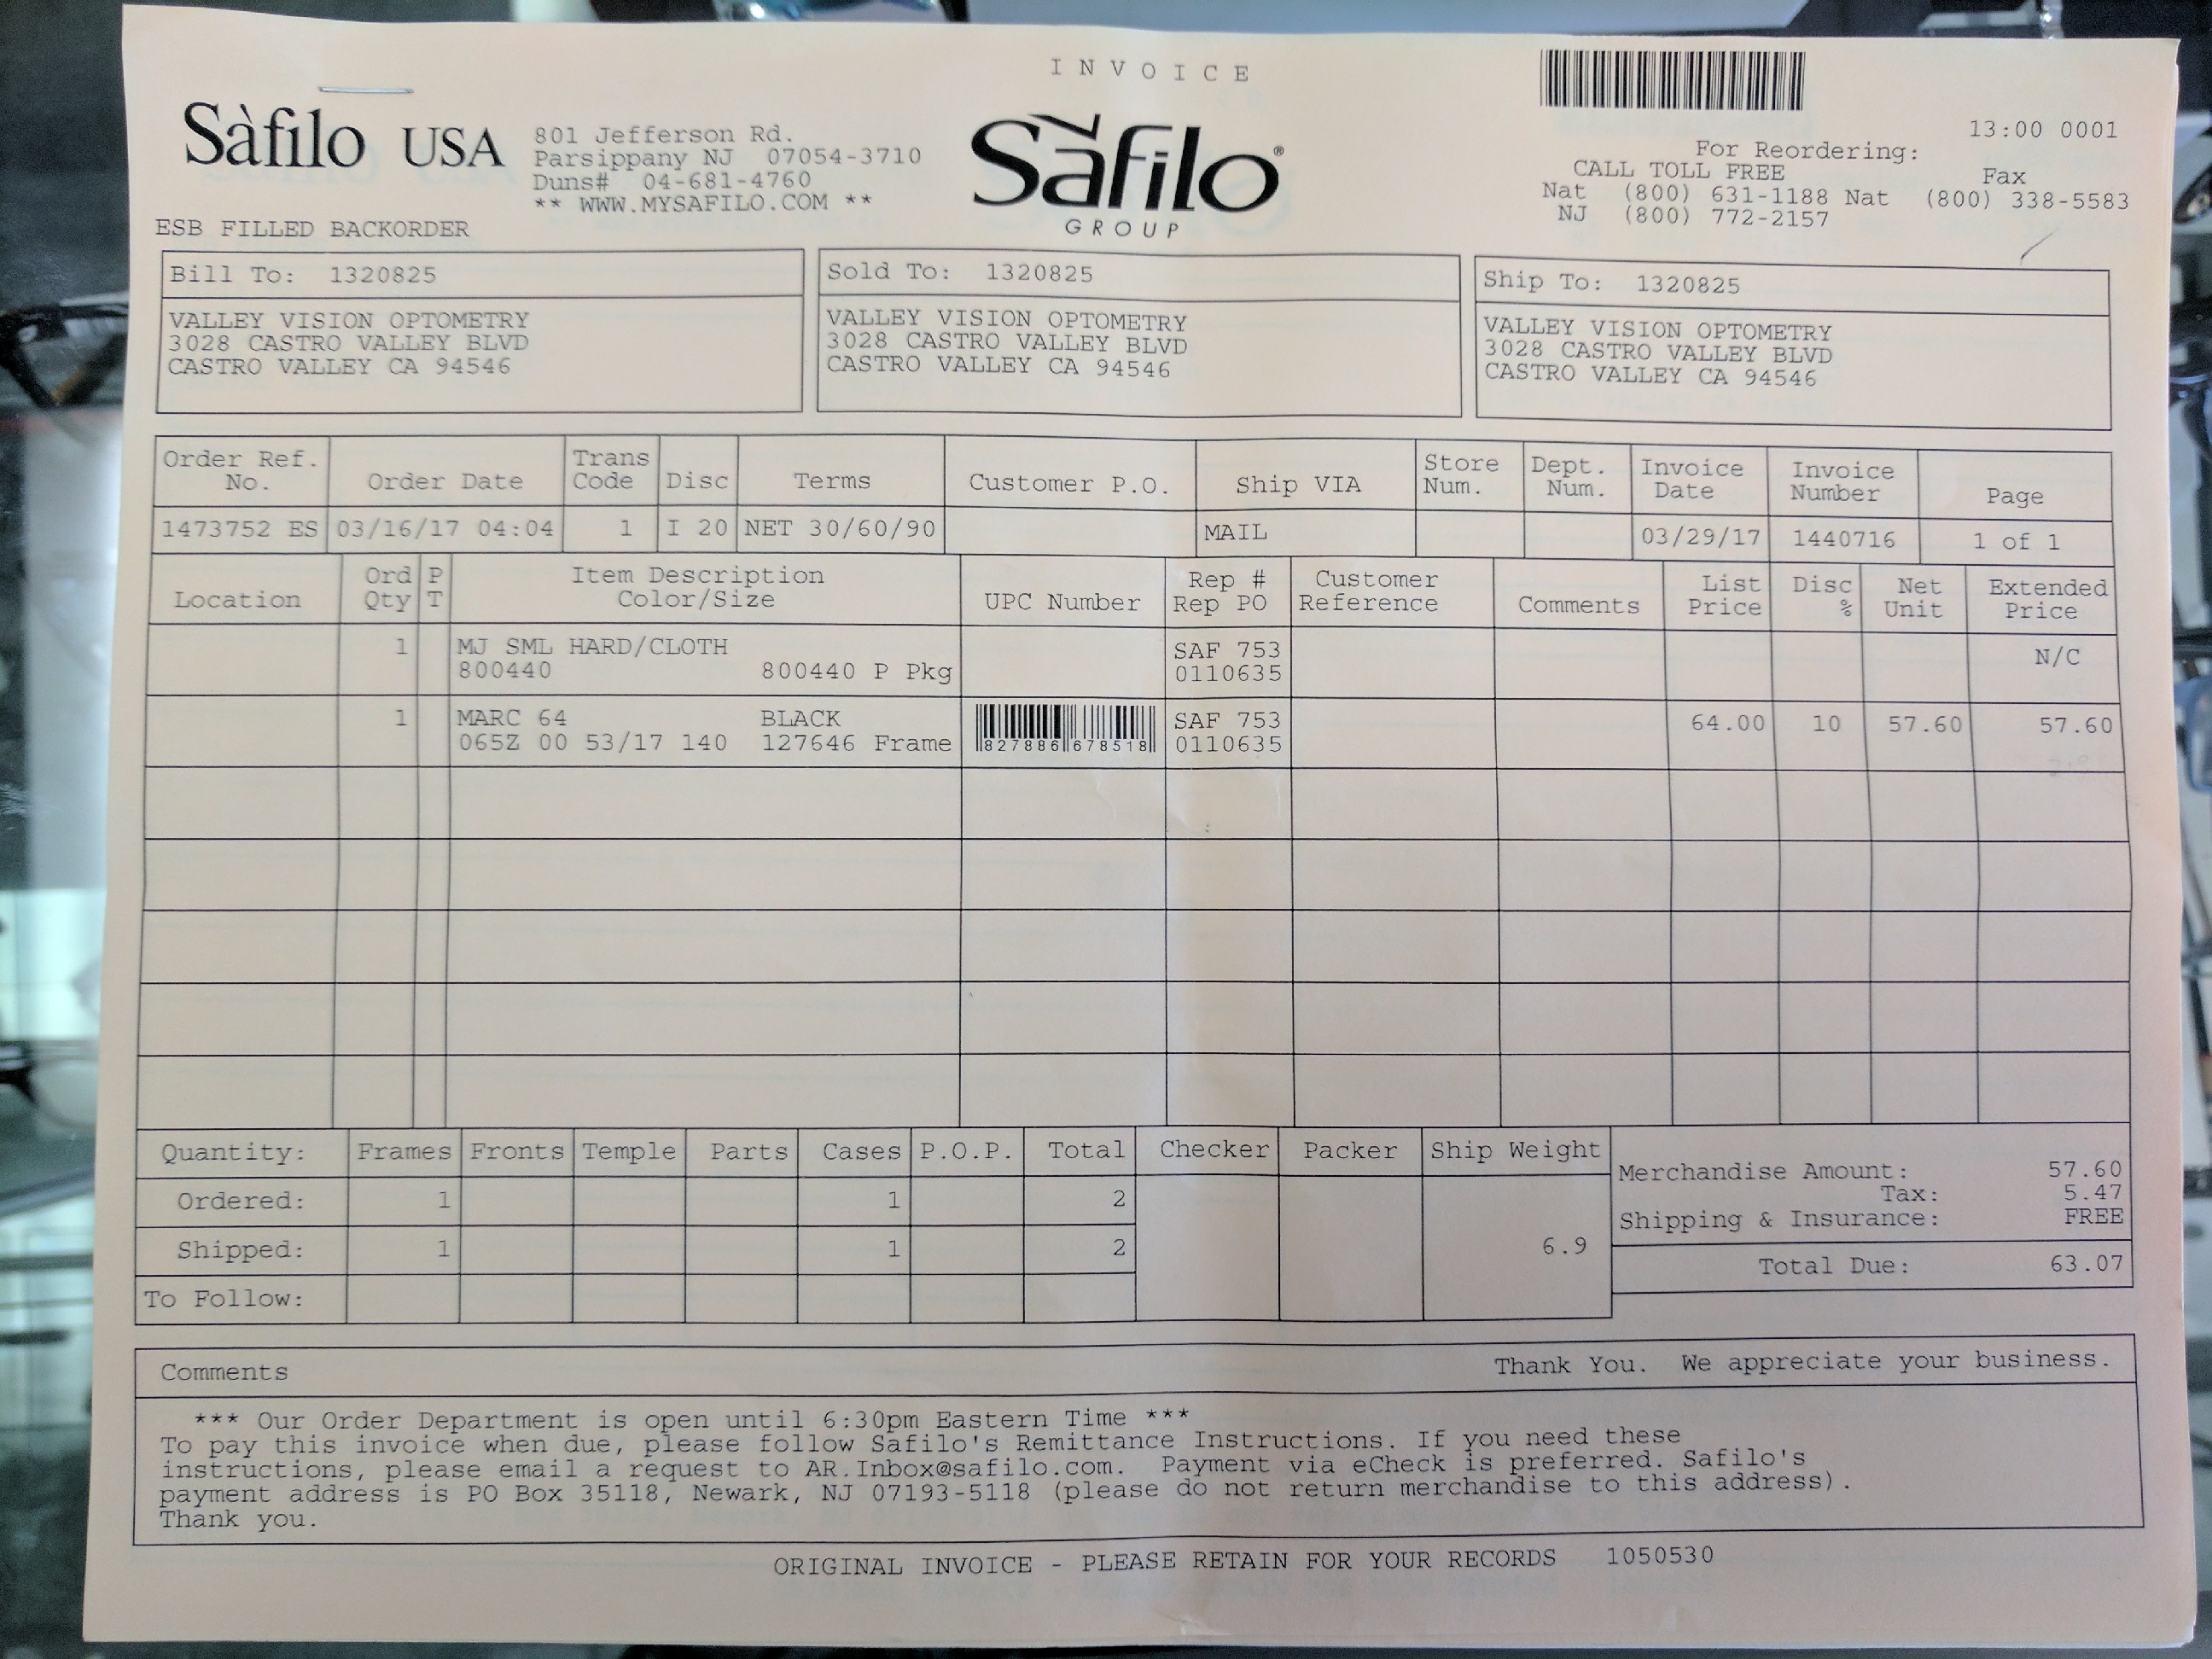 INVOICE
Sàfilo USA
801 Jefferson Rd.
Parsippany NJ 07054-3710
Duns# 04-681-4760
** WWW.MYSAFILO.COM **
Sàfilo®
GROUP
13:00 0001
For Reordering:
CALL TOLL FREE Fax
Nat (800) 631-1188 Nat (800) 338-5583
NJ (800) 772-2157
ESB FILLED BACKORDER
Bill To: 1320825
VALLEY VISION OPTOMETRY
3028 CASTRO VALLEY BLVD
CASTRO VALLEY CA 94546
Sold To: 1320825
VALLEY VISION OPTOMETRY
3028 CASTRO VALLEY BLVD
CASTRO VALLEY CA 94546
Ship To: 1320825
VALLEY VISION OPTOMETRY
3028 CASTRO VALLEY BLVD
CASTRO VALLEY CA 94546
Order Ref. No. Order Date Trans Code Disc Terms Customer P.O. Ship VIA Store Num. Dept. Num. Invoice Date Invoice Number Page
1473752 ES 03/16/17 04:04 1 I 20 NET 30/60/90 MAIL 03/29/17 1440716 1 of 1
Location Ord Qty P T Item Description Color/Size UPC Number Rep # Rep PO Customer Reference Comments List Price Disc % Net Unit Extended Price
1 MJ SML HARD/CLOTH SAF 753 N/C
800440 800440 P Pkg 0110635
1 MARC 64 BLACK SAF 753 64.00 10 57.60 57.60
065Z 00 53/17 140 127646 Frame 827886678518 0110635
Quantity: Frames Fronts Temple Parts Cases P.O.P. Total Checker Packer Ship Weight
Ordered: 1 1 2
Shipped: 1 1 2 6.9
To Follow:
Merchandise Amount: 57.60
Tax: 5.47
Shipping & Insurance: FREE
Total Due: 63.07
Comments Thank You. We appreciate your business.
*** Our Order Department is open until 6:30pm Eastern Time ***
To pay this invoice when due, please follow Safilo's Remittance Instructions. If you need these
instructions, please email a request to AR.Inbox@safilo.com. Payment via eCheck is preferred. Safilo's
payment address is PO Box 35118, Newark, NJ 07193-5118 (please do not return merchandise to this address).
Thank you.
ORIGINAL INVOICE - PLEASE RETAIN FOR YOUR RECORDS 1050530